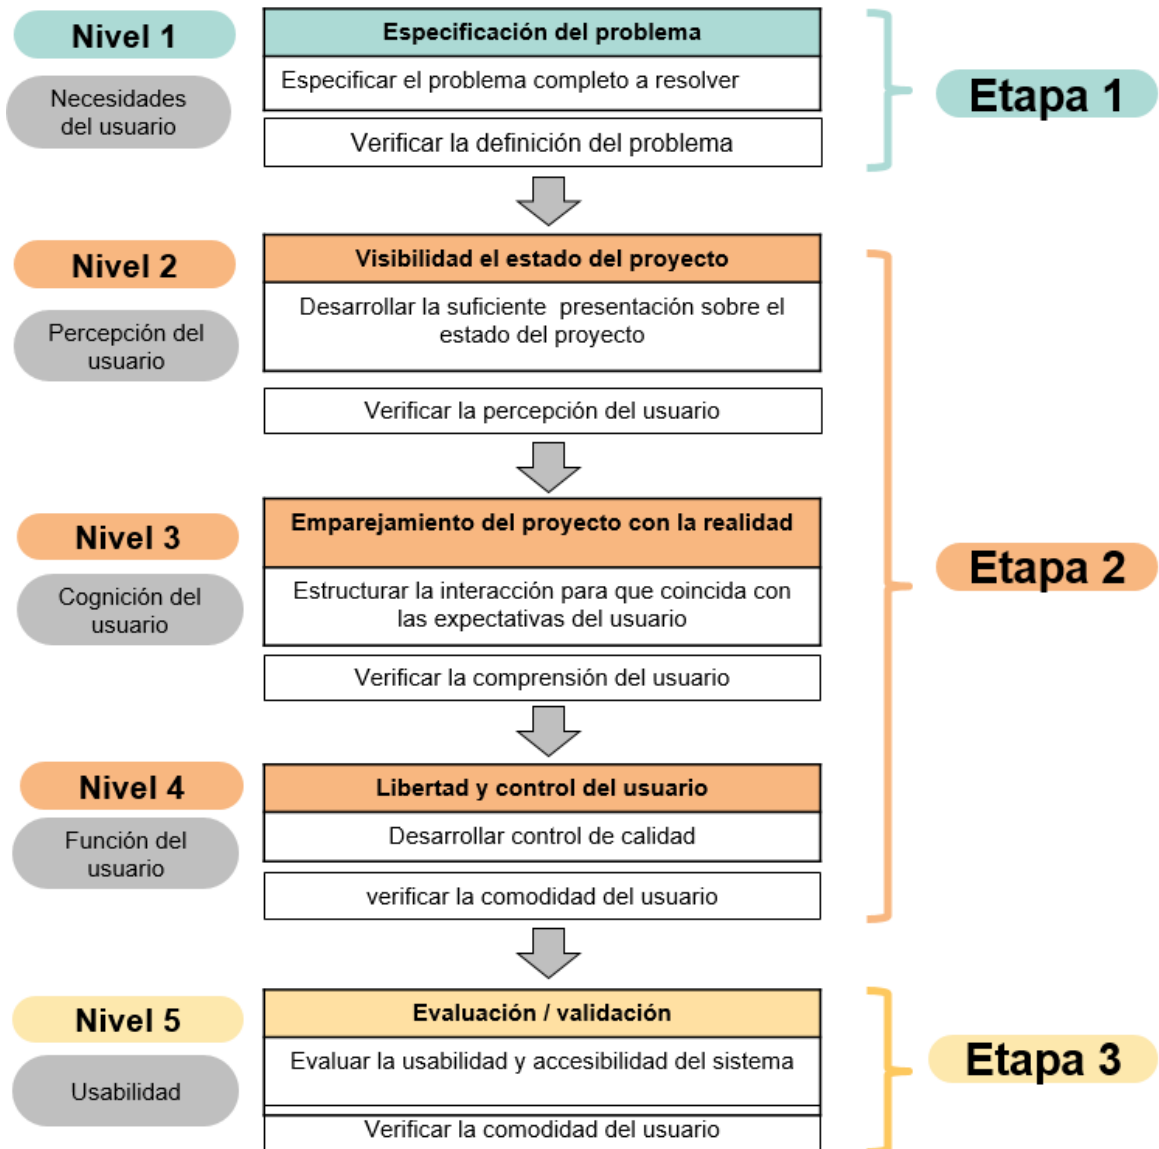 Nivel 1
Necesidades
del usuario
Especificación del problema
Especificar el problema completo a resolver
Verificar la definición del problema
Etapa 1
Nivel 2
Percepción del
usuario
Visibilidad el estado del proyecto
Desarrollar la suficiente presentación sobre el
estado del proyecto
Verificar la percepción del usuario
Nivel 3
Cognición del
usuario
Emparejamiento del proyecto con la realidad
Estructurar la interacción para que coincida con
las expectativas del usuario
Verificar la comprensión del usuario
Etapa 2
Nivel 4
Función del
usuario
Libertad y control del usuario
Desarrollar control de calidad
verificar la comodidad del usuario
Nivel 5
Usabilidad
Evaluación / validación
Evaluar la usabilidad y accesibilidad del sistema
Verificar la comodidad del usuario
Etapa 3